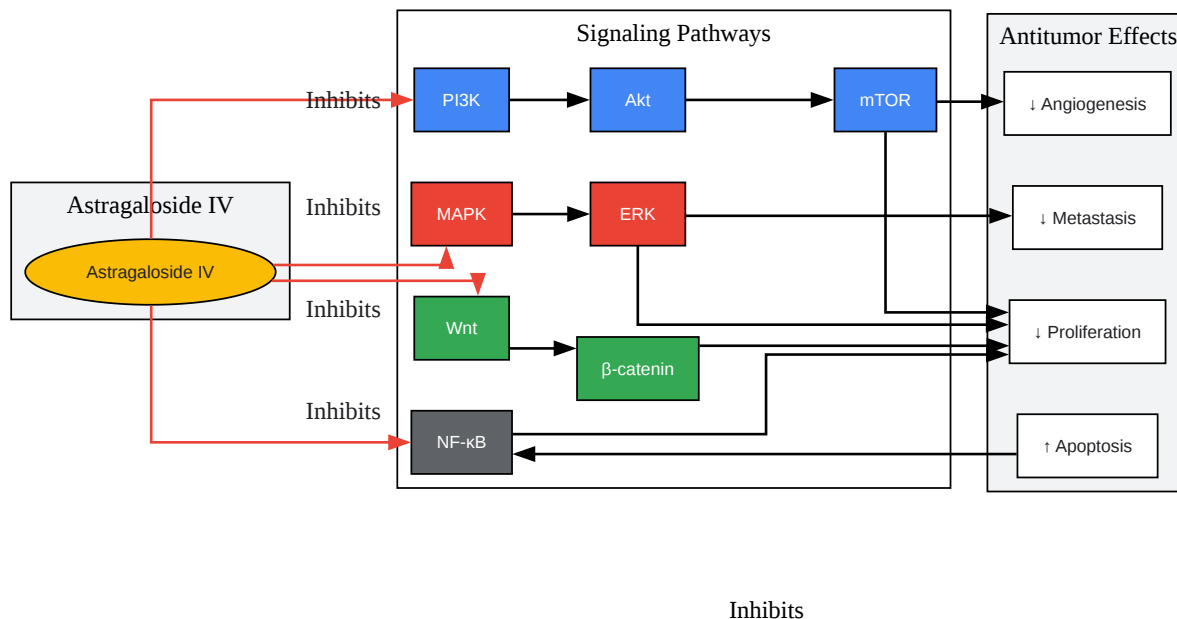 Signaling Pathways
Antitumor Effects
Inhibits
PI3K
Akt
mTOR
↓ Angiogenesis
Astragaloside IV
Inhibits
MAPK
ERK
↓ Metastasis
Astragaloside IV
Inhibits
Wnt
β-catenin
↓ Proliferation
Inhibits
NF-κB
↑ Apoptosis
Inhibits